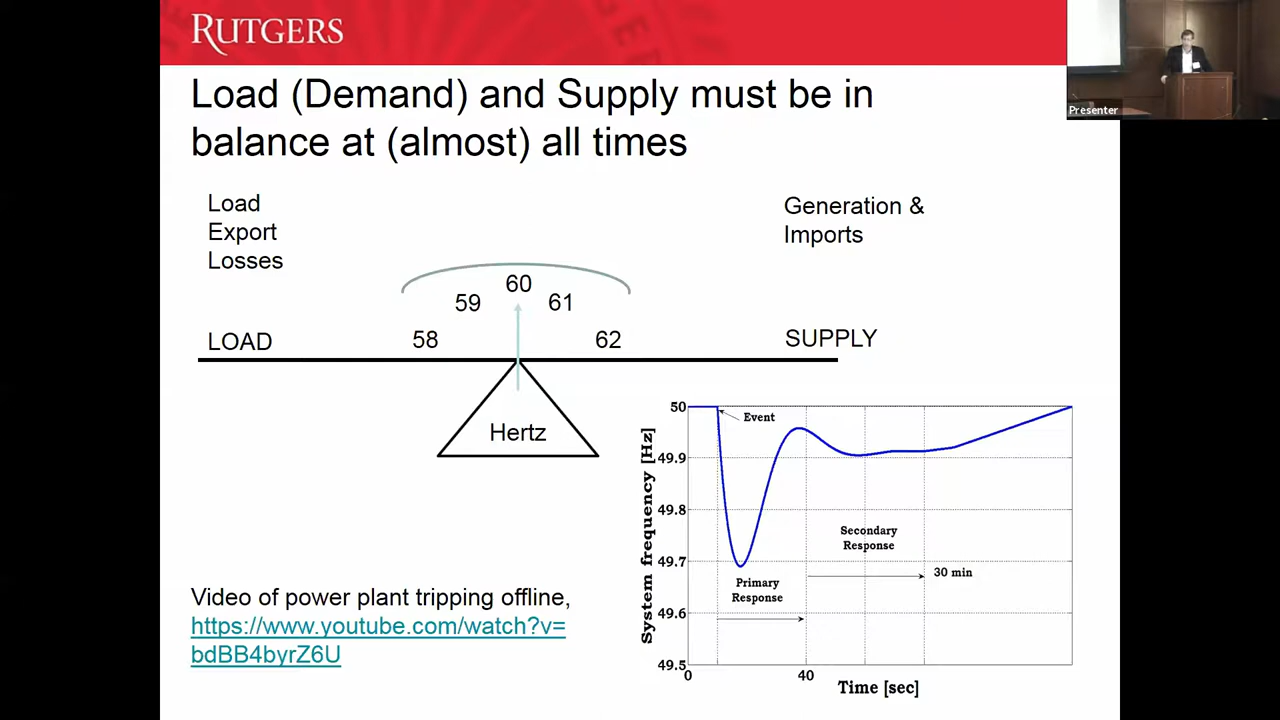 RUTGERS
Presenter
Load (Demand) and Supply must be in
balance at (almost) all times
Load
Export
Losses
Generation &
Imports
60
59
61
58
62
LOAD
SUPPLY
Hertz
50
49.9
49.8
49.7
49.6
49.5
System frequency [Hz]
Event
Secondary
Response
30 min
Primary
Response
0
40
Time [sec]
Video of power plant tripping offline,
https://www.youtube.com/watch?v=
bdBB4byrZ6U